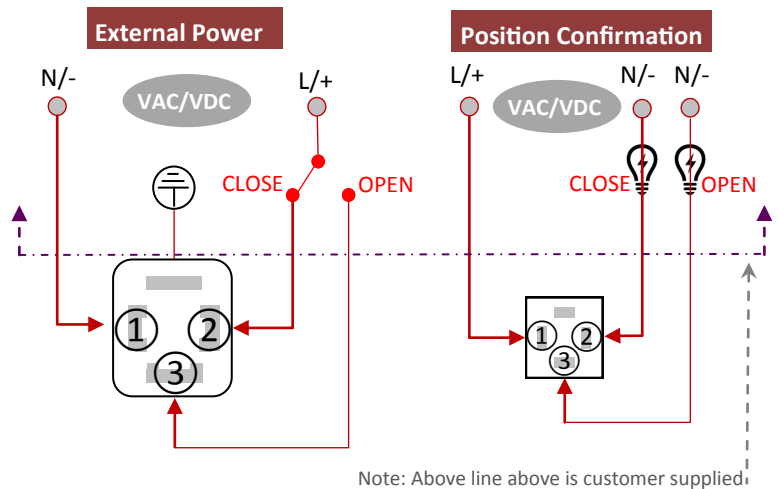 External Power
Position Confirmation
N/-
VAC/VDC
L/+
L/+
VAC/VDC
N/-
N/-
CLOSE
OPEN
CLOSE
OPEN
1
2
3
1
2
3
Note: Above line above is customer supplied